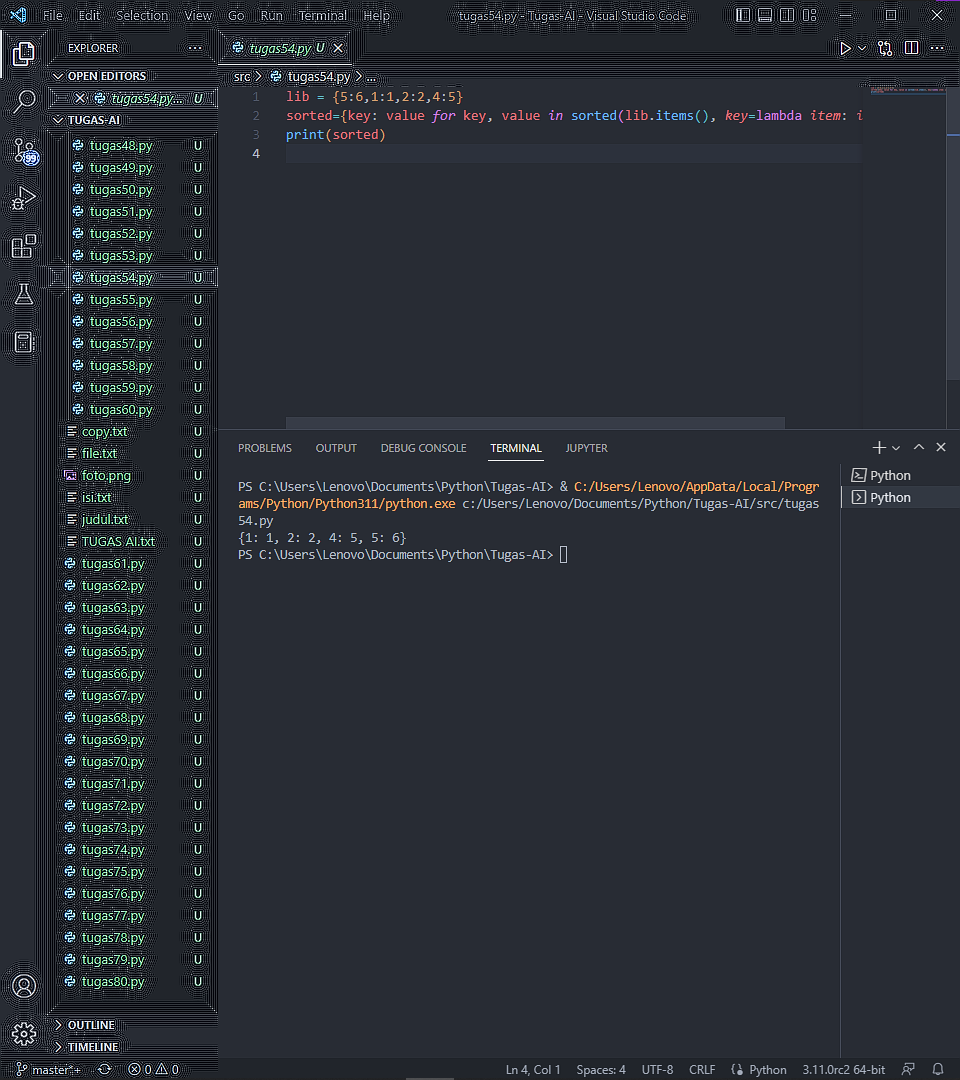 File Edit Selection View Go Run Terminal Help tugas54.py - Tugas-AI - Visual Studio Code
EXPLORER
OPEN EDITORS
tugas54.py... U
TUGAS-AI
tugas48.py U
tugas49.py U
tugas50.py U
tugas51.py U
tugas52.py U
tugas53.py U
tugas54.py U
tugas55.py U
tugas56.py U
tugas57.py U
tugas58.py U
tugas59.py U
tugas60.py U
copy.txt U
file.txt U
foto.png U
isi.txt U
judul.txt U
TUGAS AI.txt U
tugas61.py U
tugas62.py U
tugas63.py U
tugas64.py U
tugas65.py U
tugas66.py U
tugas67.py U
tugas68.py U
tugas69.py U
tugas70.py U
tugas71.py U
tugas72.py U
tugas73.py U
tugas74.py U
tugas75.py U
tugas76.py U
tugas77.py U
tugas78.py U
tugas79.py U
tugas80.py U
OUTLINE
TIMELINE
99
tugas54.py U
src > tugas54.py > ...
1 lib = {5:6,1:1,2:2,4:5}
2 sorted={key: value for key, value in sorted(lib.items(), key=lambda item: i
3 print(sorted)
4
PROBLEMS OUTPUT DEBUG CONSOLE TERMINAL JUPYTER
PS C:\Users\Lenovo\Documents\Python\Tugas-AI> & C:/Users/Lenovo/AppData/Local/Progr
ams/Python/Python311/python.exe c:/Users/Lenovo/Documents/Python/Tugas-AI/src/tugas
54.py
{1: 1, 2: 2, 4: 5, 5: 6}
PS C:\Users\Lenovo\Documents\Python\Tugas-AI>
Python
Python
master*+ 0 0 Ln 4, Col 1 Spaces: 4 UTF-8 CRLF Python 3.11.0rc2 64-bit